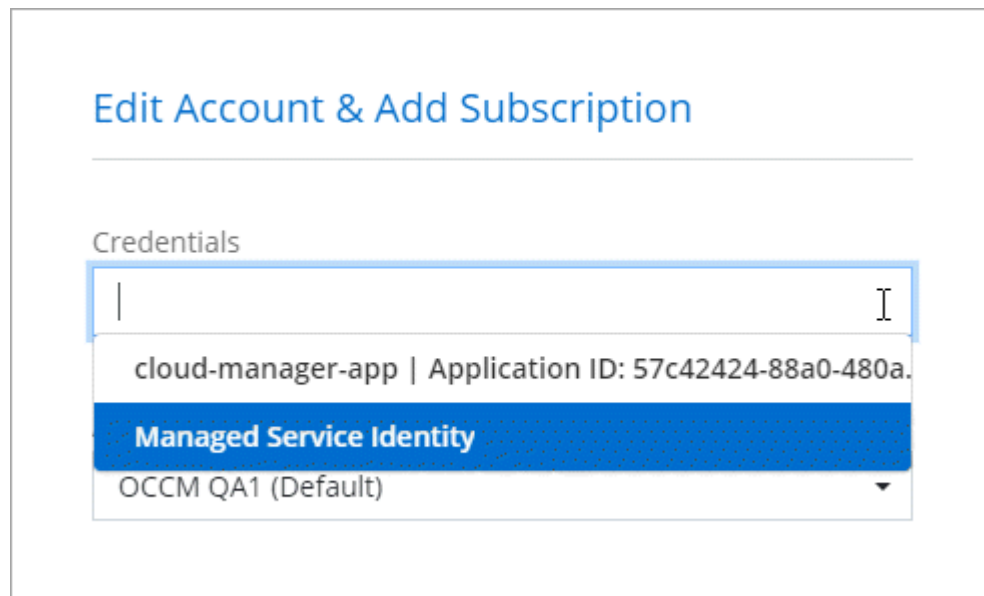 Edit Account & Add Subscription
Credentials
cloud-manager-app | Application ID: 57c42424-88a0-480a.
Managed Service Identity
OCCM QA1 (Default)